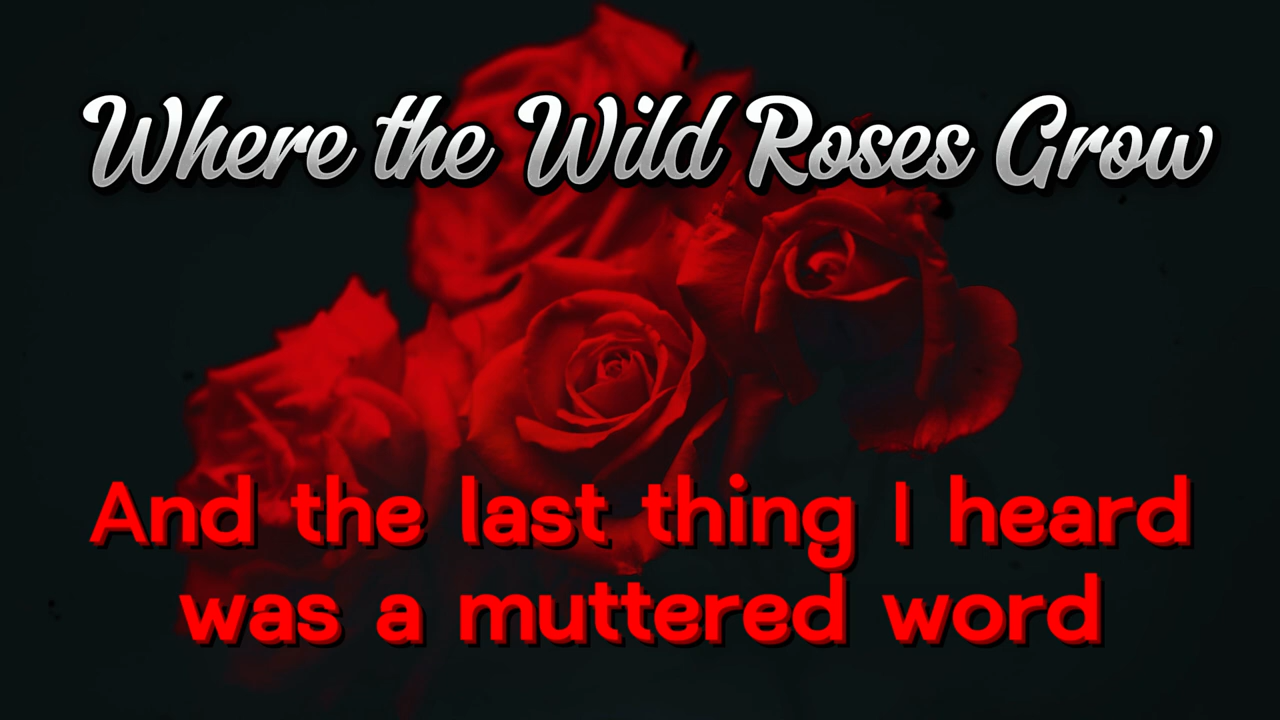 Where the Wild Roses Grow
And the last thing I heard
was a muttered word